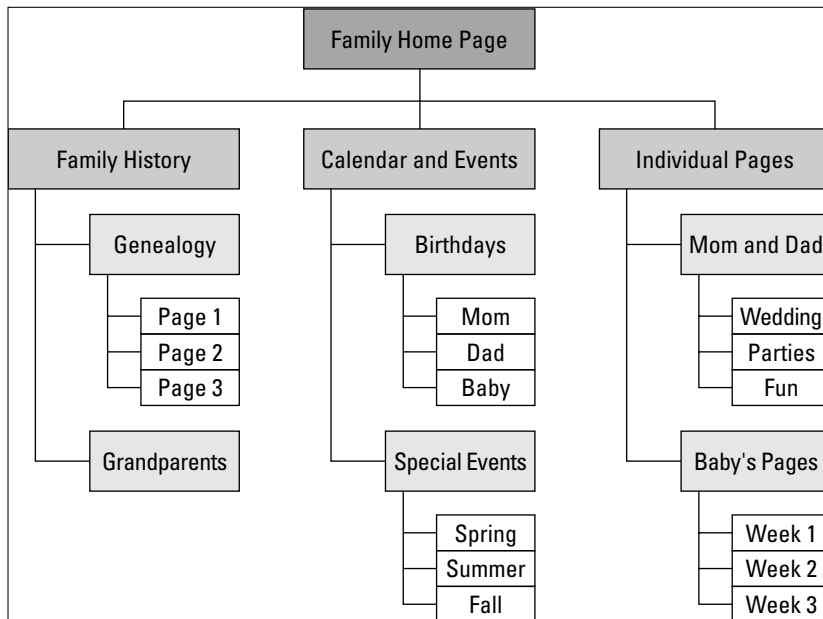 Family Home Page
Family History
Calendar and Events
Individual Pages
Genealogy
Birthdays
Mom and Dad
Page 1
Page 2
Page 3
Mom
Dad
Baby
Wedding
Parties
Fun
Grandparents
Special Events
Baby's Pages
Spring
Summer
Fall
Week 1
Week 2
Week 3